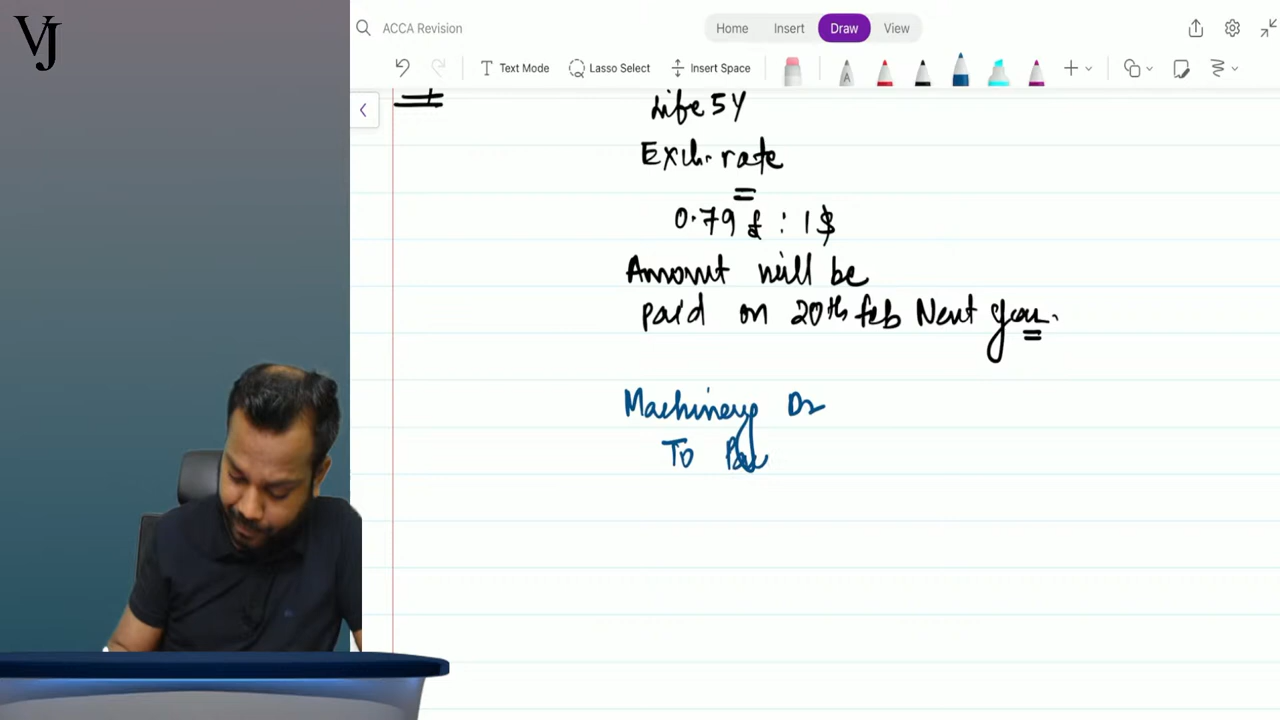 VJ
ACCA Revision
Home Insert Draw View
Text Mode Lasso Select Insert Space
Life 5Y
Exch. rate
0.79 £ : 1 $
Amount will be
paid on 20th feb Next year.
Machinery Dr
To